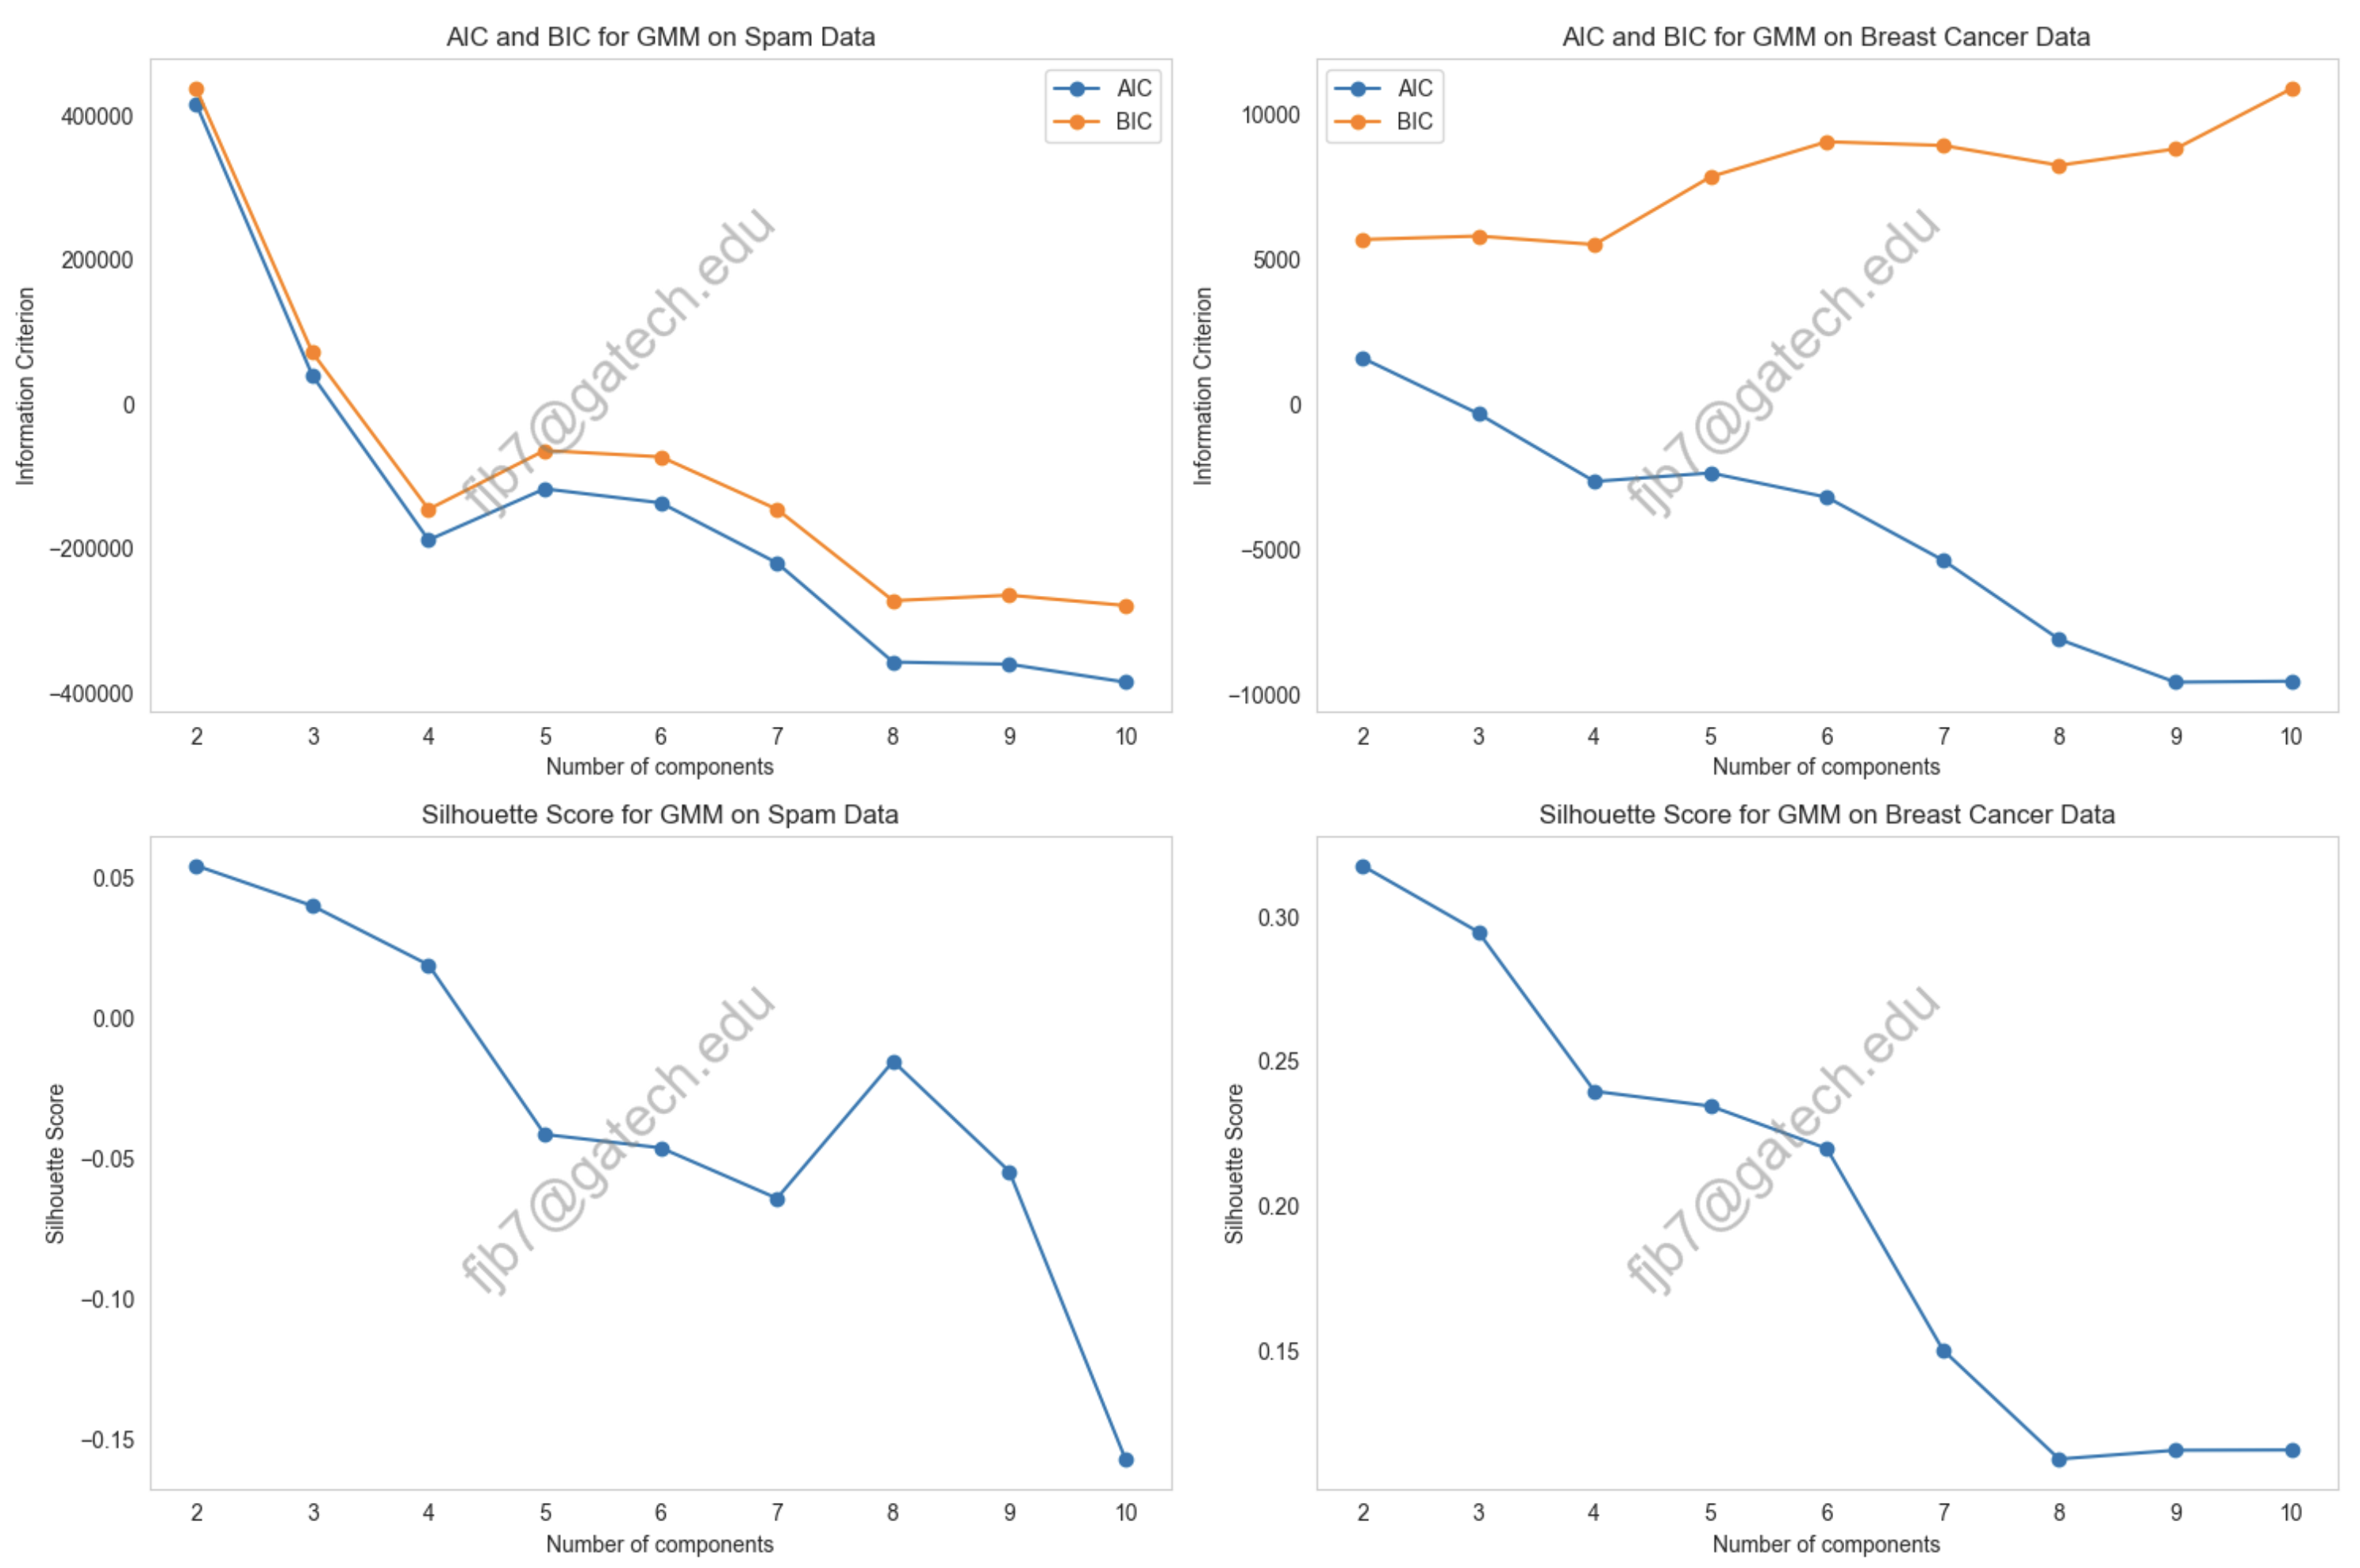 AIC and BIC for GMM on Spam Data
AIC
BIC
400000
200000
0
−200000
−400000
Information Criterion
2 3 4 5 6 7 8 9 10
Number of components
fjb7@gatech.edu
AIC and BIC for GMM on Breast Cancer Data
AIC
BIC
10000
5000
0
−5000
−10000
Information Criterion
2 3 4 5 6 7 8 9 10
Number of components
fjb7@gatech.edu
Silhouette Score for GMM on Spam Data
0.05
0.00
−0.05
−0.10
−0.15
Silhouette Score
2 3 4 5 6 7 8 9 10
Number of components
fjb7@gatech.edu
Silhouette Score for GMM on Breast Cancer Data
0.30
0.25
0.20
0.15
Silhouette Score
2 3 4 5 6 7 8 9 10
Number of components
fjb7@gatech.edu